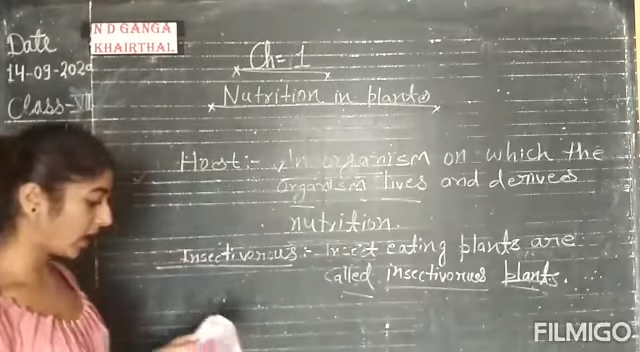 Date
14-09-2020
Class-VII
N D GANGA
KHAIRTHAL
Ch-1
Nutrition in plants
Host:- An organism on which the
organism lives and derives
nutrition.
Insectivorous:- Insect eating plants are
called insectivorous plants.
FILMIGO